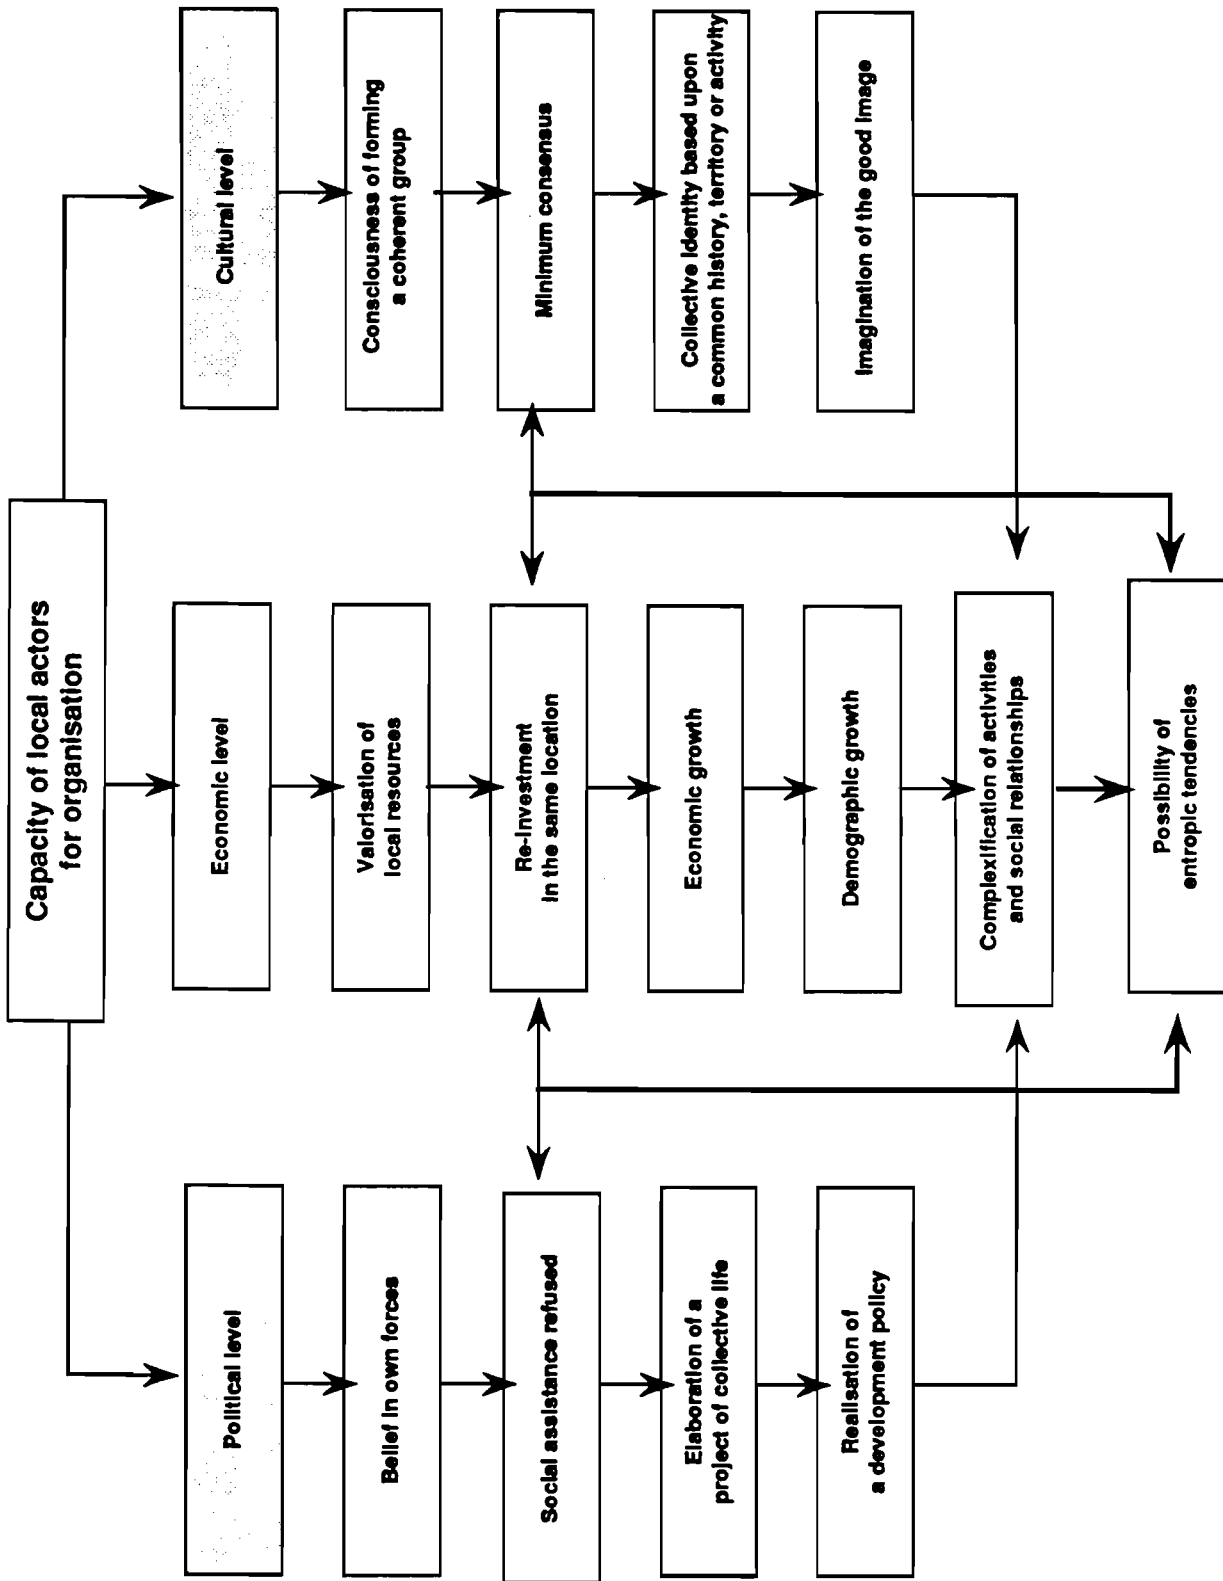 Capacity of local actors
for organisation
Political level
Belief in own forces
Social assistance refused
Elaboration of a
project of collective life
Realisation of
a development policy
Economic level
Valorisation of
local resources
Re-investment
in the same location
Economic growth
Demographic growth
Complexification of activities
and social relationships
Possibility of
entropic tendencies
Cultural level
Consciousness of forming
a coherent group
Minimum consensus
Collective identity based upon
a common history, territory or activity
Imagination of the good image